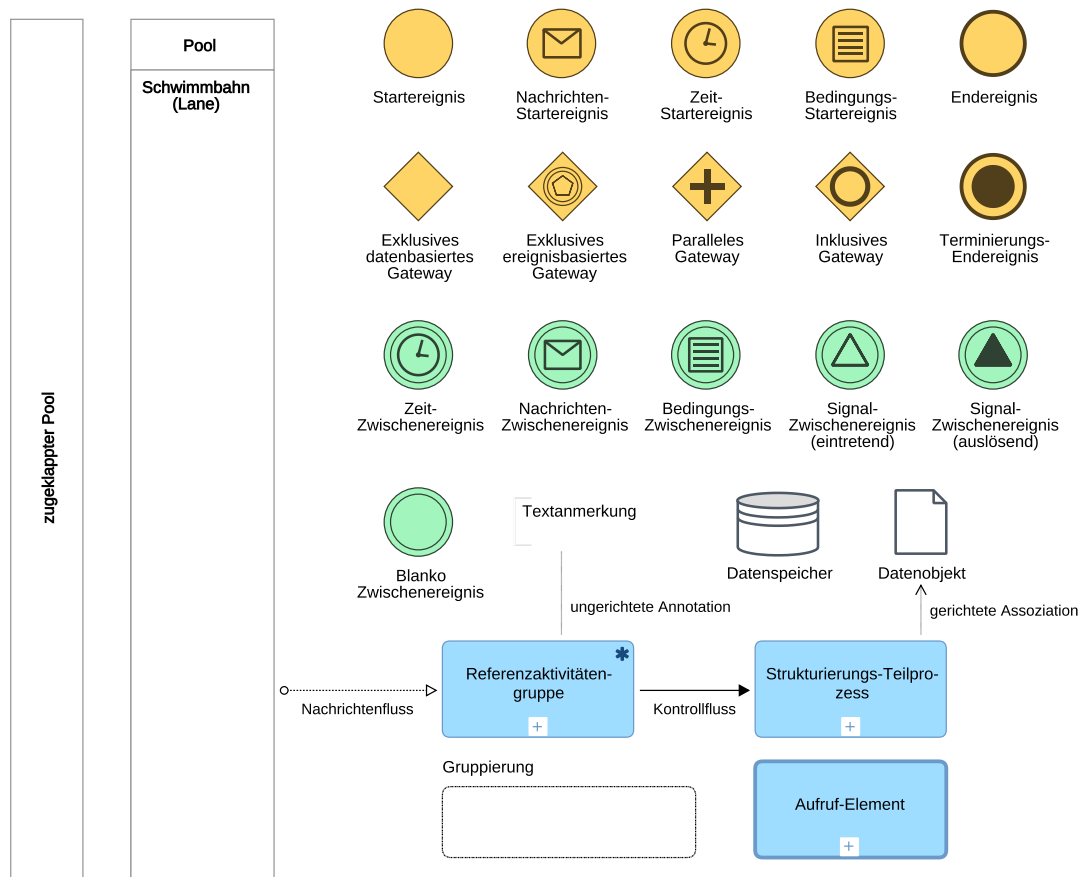 Pool
Schwimmbahn
(Lane)
zugeklappter Pool
Startereignis
Nachrichten-
Startereignis
Zeit-
Startereignis
Bedingungs-
Startereignis
Endereignis
Exklusives
datenbasiertes
Gateway
Exklusives
ereignisbasiertes
Gateway
Paralleles
Gateway
Inklusives
Gateway
Terminierungs-
Endereignis
Zeit-
Zwischenereignis
Nachrichten-
Zwischenereignis
Bedingungs-
Zwischenereignis
Signal-
Zwischenereignis
(eintretend)
Signal-
Zwischenereignis
(auslösend)
Blanko
Zwischenereignis
Textanmerkung
Datenspeicher
Datenobjekt
ungerichtete Annotation
gerichtete Assoziation
Nachrichtenfluss
Referenzaktivitäten-
gruppe
Kontrollfluss
Strukturierungs-Teilpro-
zess
Gruppierung
Aufruf-Element